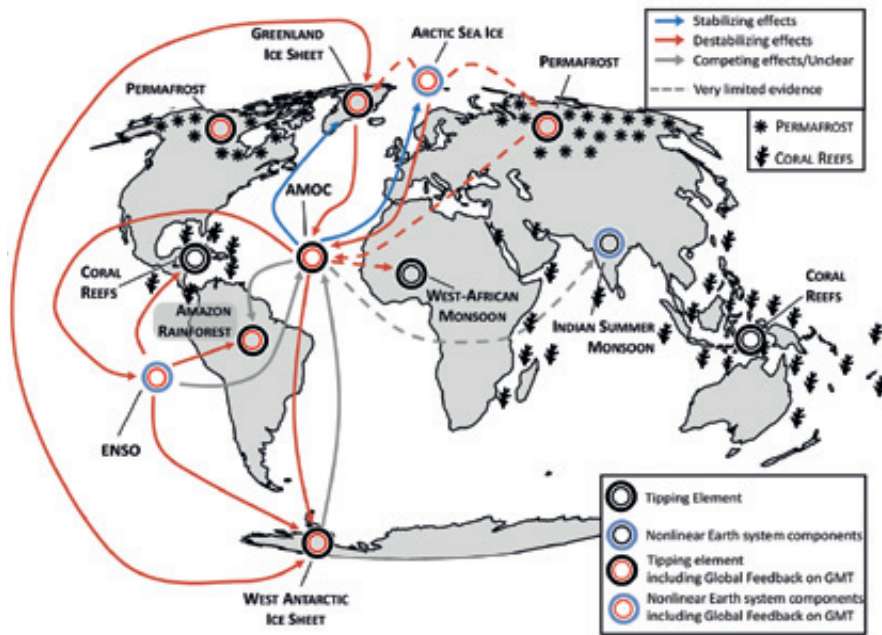 GREENLAND
ICE SHEET
ARCTIC SEA ICE
PERMAFROST
PERMAFROST
Stabilizing effects
Destabilizing effects
Competing effects/Unclear
Very limited evidence
PERMAFROST
CORAL REEFS
AMOC
CORAL
REEFS
AMAZON
RAINFOREST
WEST-AFRICAN
MONSOON
INDIAN SUMMER
MONSOON
CORAL
REEFS
ENSO
WEST ANTARCTIC
ICE SHEET
Tipping Element
Nonlinear Earth system components
Tipping element
including Global Feedback on GMT
Nonlinear Earth system components
including Global Feedback on GMT